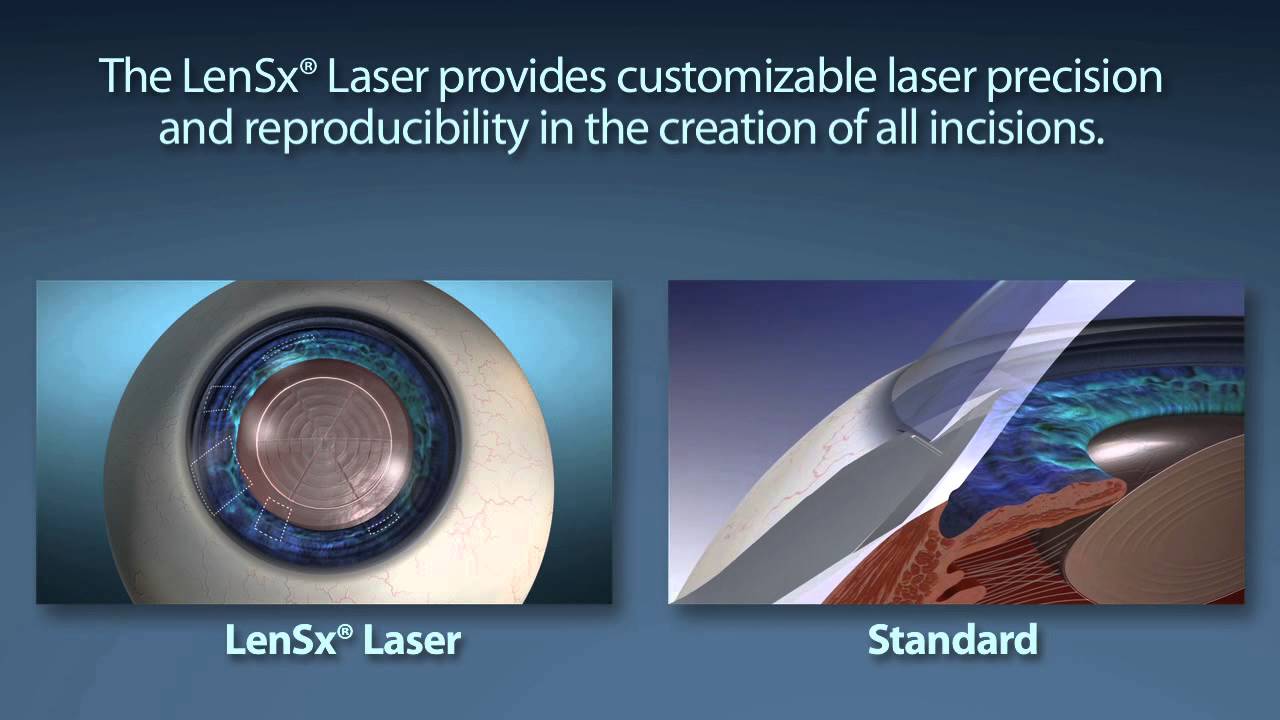 The LenSx® Laser provides customizable laser precision
and reproducibility in the creation of all incisions.
LenSx® Laser
Standard